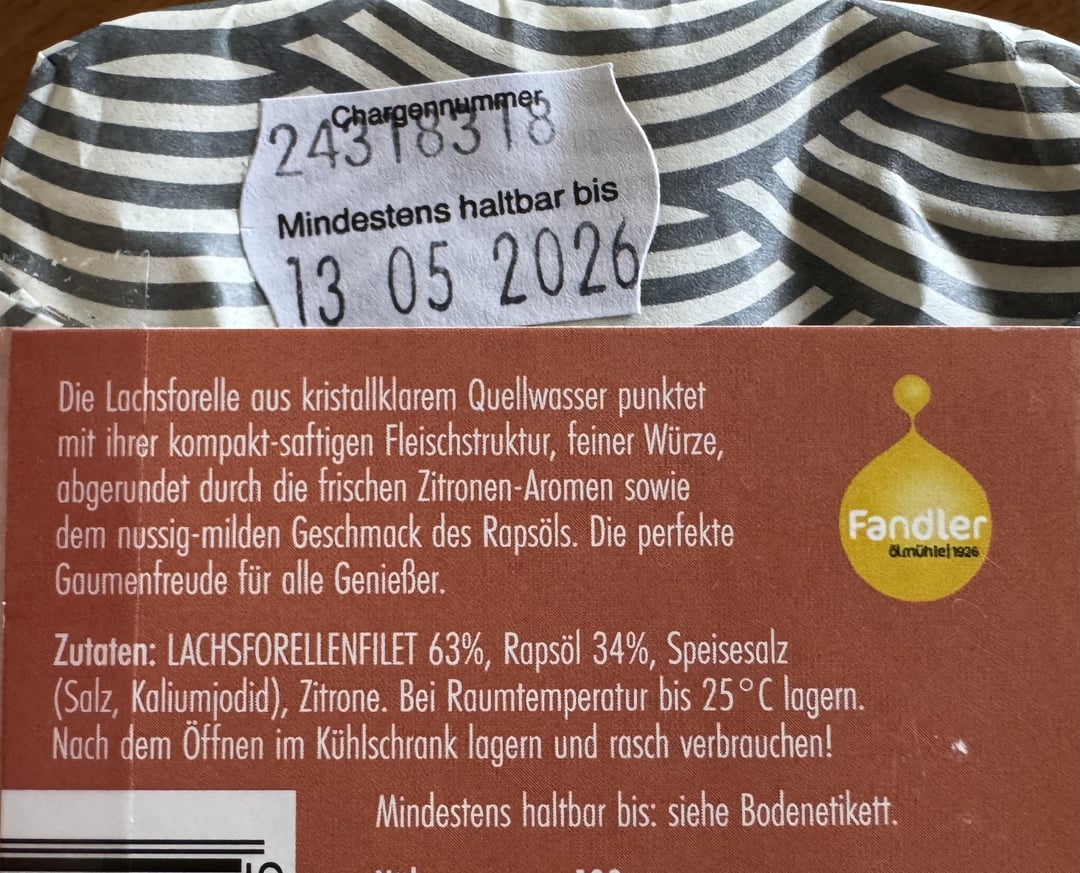 Chargennummer
24318318
Mindestens haltbar bis
13 05 2026
Die Lachsforelle aus kristallklarem Quellwasser punktet
mit ihrer kompakt-saftigen Fleischstruktur, feiner Würze,
abgerundet durch die frischen Zitronen-Aromen sowie
dem nussig-milden Geschmack des Rapsöls. Die perfekte
Gaumenfreude für alle Genießer.
Fandler
ölmühle|1926
Zutaten: LACHSFORELLENFILET 63%, Rapsöl 34%, Speisesalz
(Salz, Kaliumjodid), Zitrone. Bei Raumtemperatur bis 25°C lagern.
Nach dem Öffnen im Kühlschrank lagern und rasch verbrauchen!
Mindestens haltbar bis: siehe Bodenetikett.